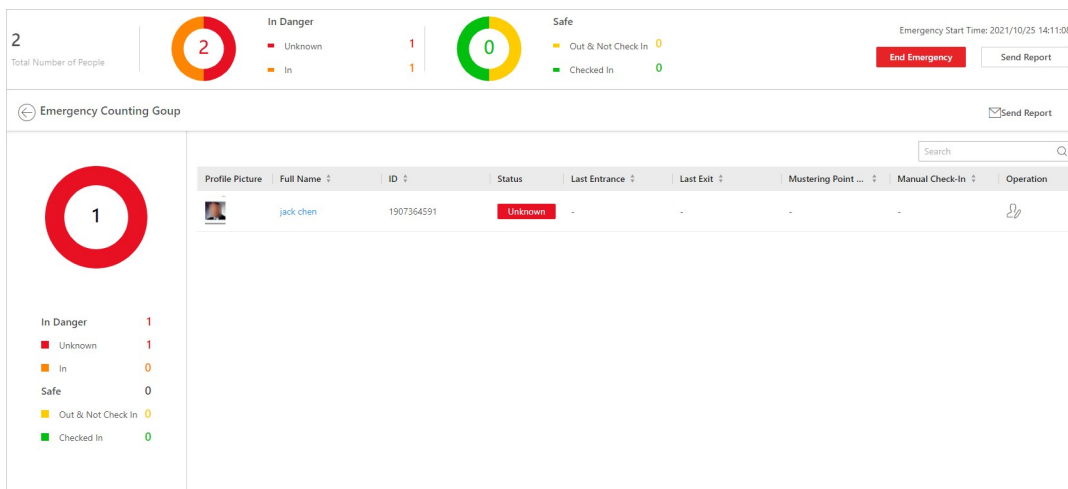 2
Total Number of People
2
In Danger
Unknown 1
In 1
0
Safe
Out & Not Check In 0
Checked In 0
Emergency Start Time: 2021/10/25 14:11:08
End Emergency
Send Report
Emergency Counting Goup
Send Report
Search
Profile Picture Full Name ID Status Last Entrance Last Exit Mustering Point ... Manual Check-In Operation
jack chen 1907364591 Unknown - - - -
1
In Danger 1
Unknown 1
In 0
Safe 0
Out & Not Check In 0
Checked In 0